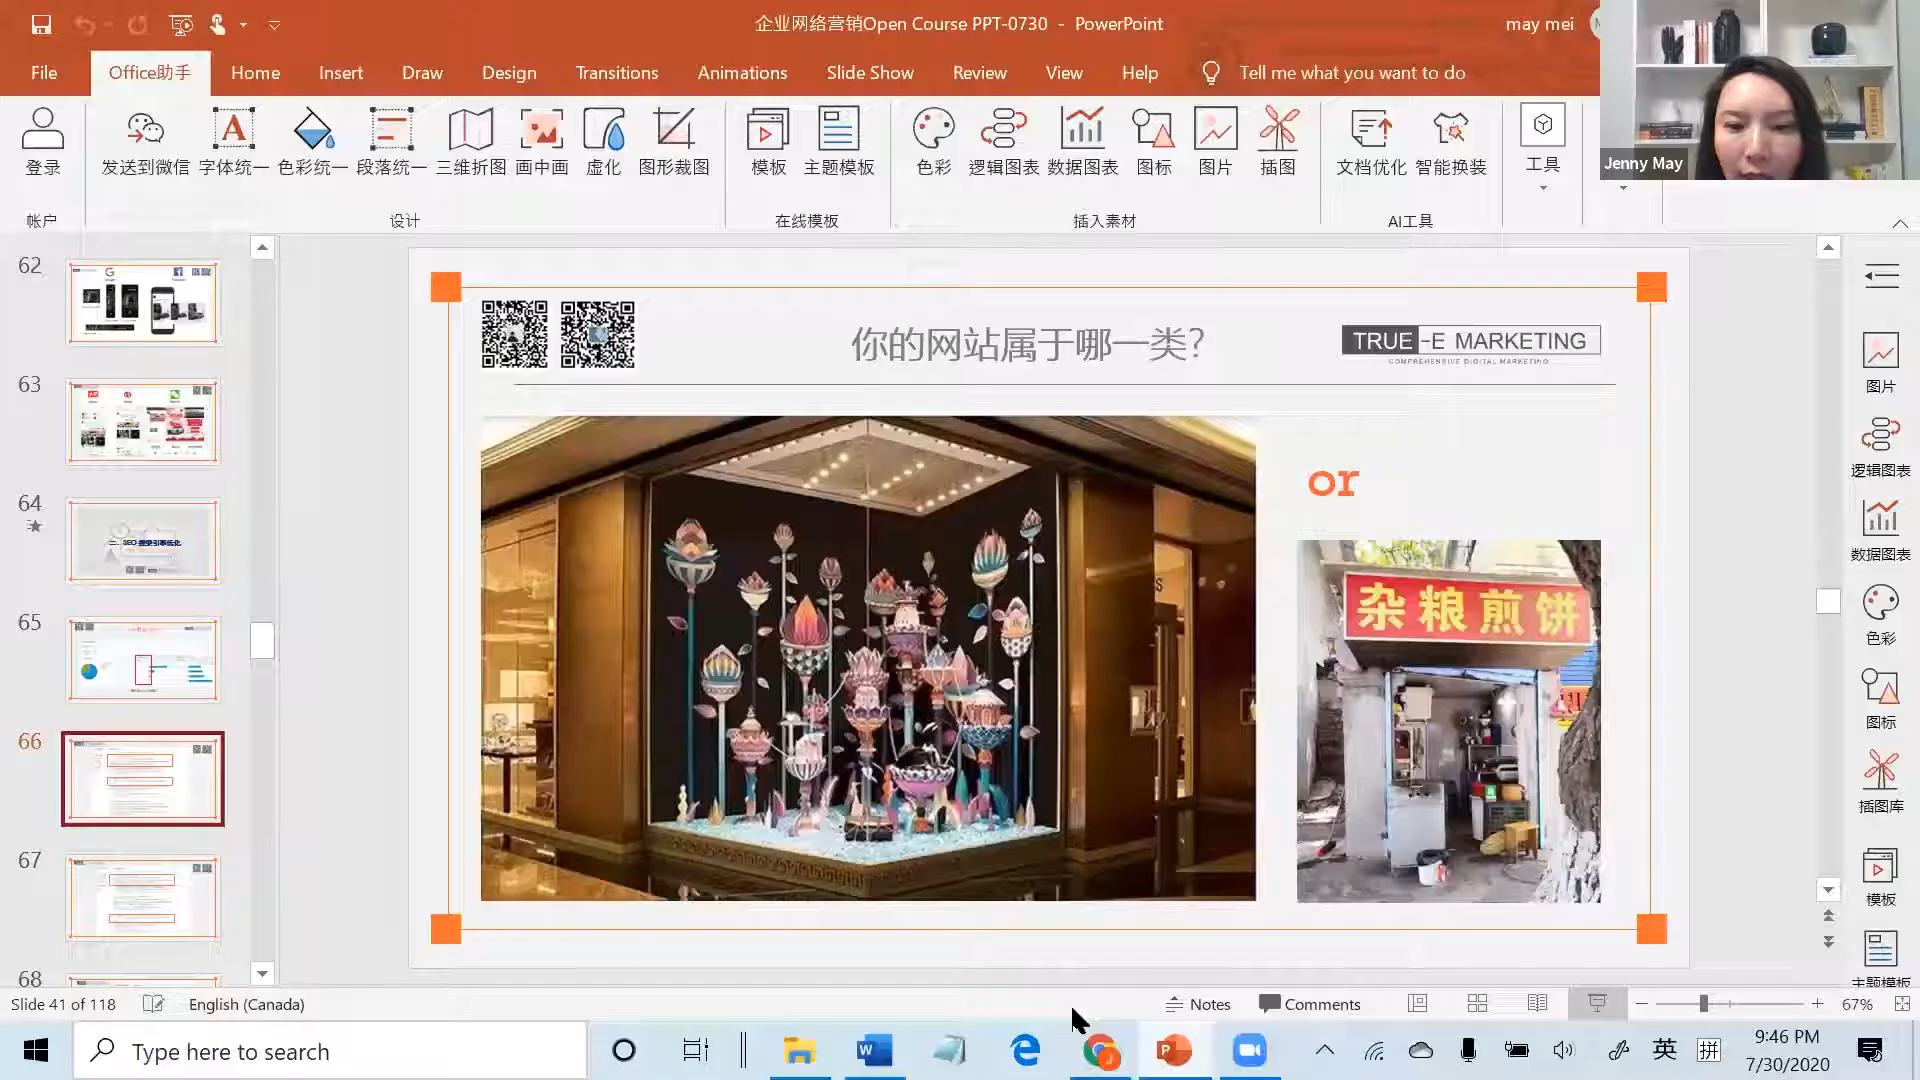 企业网络营销Open Course PPT-0730 - PowerPoint
may mei
File
Office助手
Home
Insert
Draw
Design
Transitions
Animations
Slide Show
Review
View
Help
Tell me what you want to do
登录
发送到微信
字体统一
色彩统一
段落统一
三维折图
画中画
虚化
图形裁图
模板
主题模板
色彩
逻辑图表
数据图表
图标
图片
插图
文档优化
智能换装
工具
帐户
设计
在线模板
插入素材
AI工具
Jenny May
62
63
64
65
66
67
68
你的网站属于哪一类?
TRUE-E MARKETING
COMPREHENSIVE DIGITAL MARKETING
or
杂粮煎饼
图片
逻辑图表
数据图表
色彩
图标
插图库
模板
主题模板
Slide 41 of 118
English (Canada)
Notes
Comments
67%
Type here to search
英
拼
9:46 PM
7/30/2020